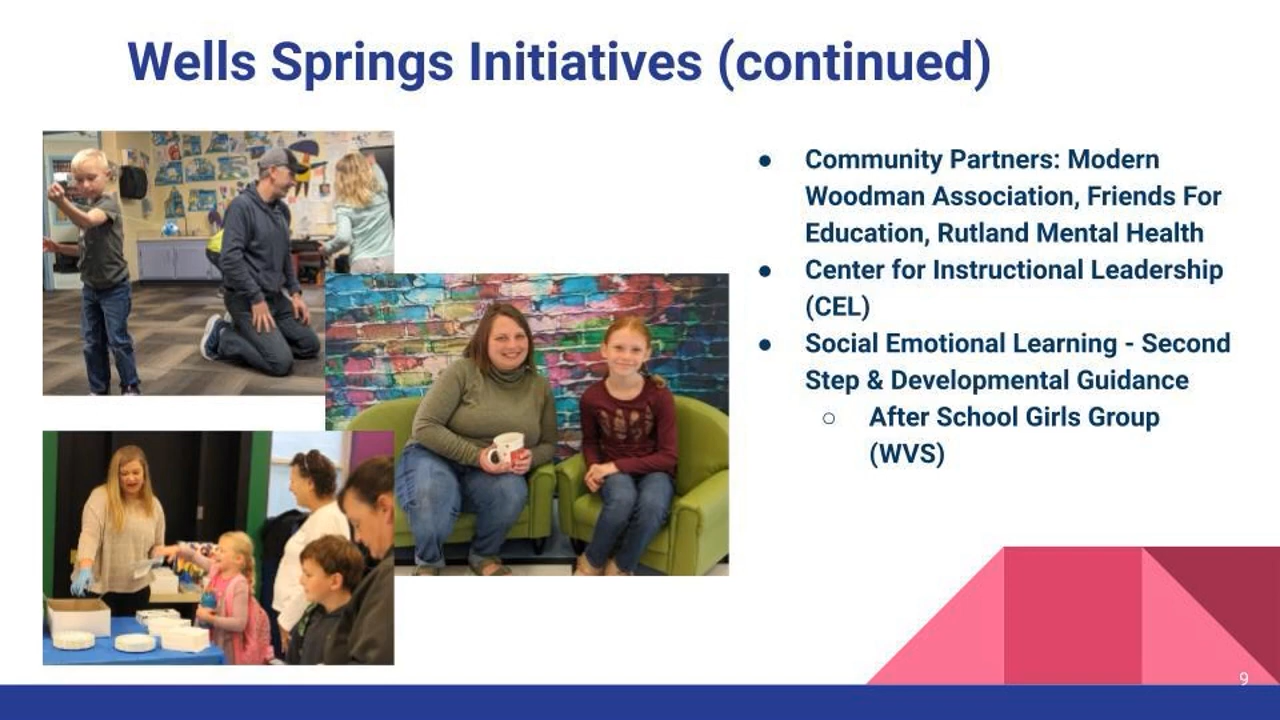 Wells Springs Initiatives (continued)
● Community Partners: Modern
Woodman Association, Friends For
Education, Rutland Mental Health
● Center for Instructional Leadership
(CEL)
● Social Emotional Learning - Second
Step & Developmental Guidance
○ After School Girls Group
(WVS)
9